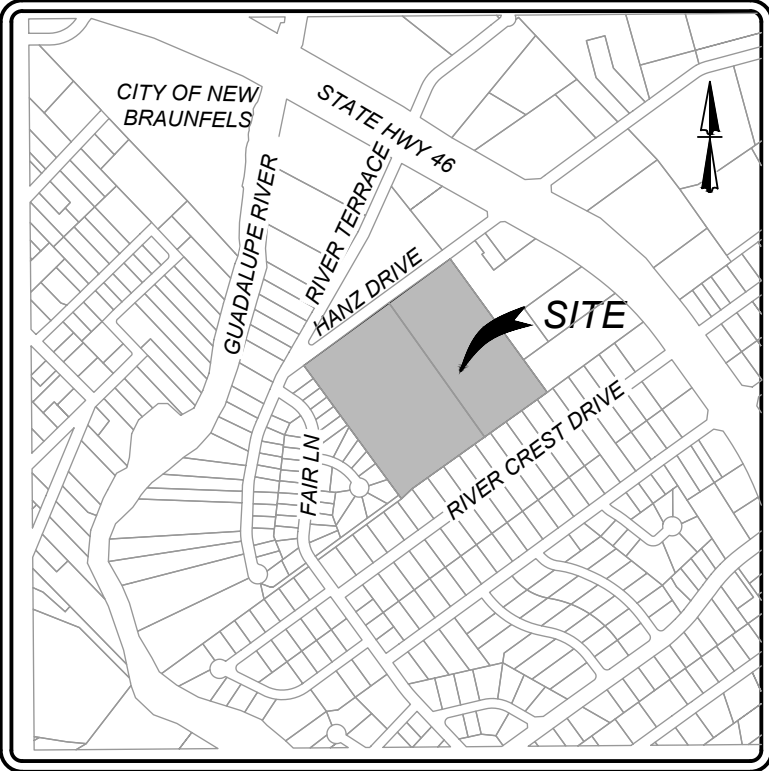 CITY OF NEW
BRAUNFELS
STATE HWY 46
GUADALUPE RIVER
RIVER TERRACE
HANZ DRIVE
SITE
RIVER CREST DRIVE
FAIR LN